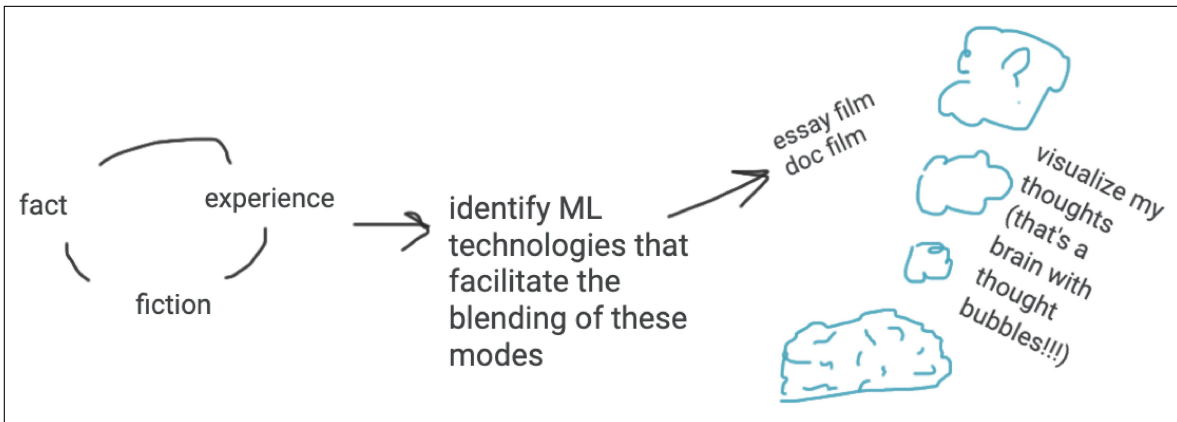 fact
experience
fiction
identify ML
technologies that
facilitate the
blending of these
modes
essay film
doc film
visualize my
thoughts
(that's a
brain with
thought
bubbles!!!)